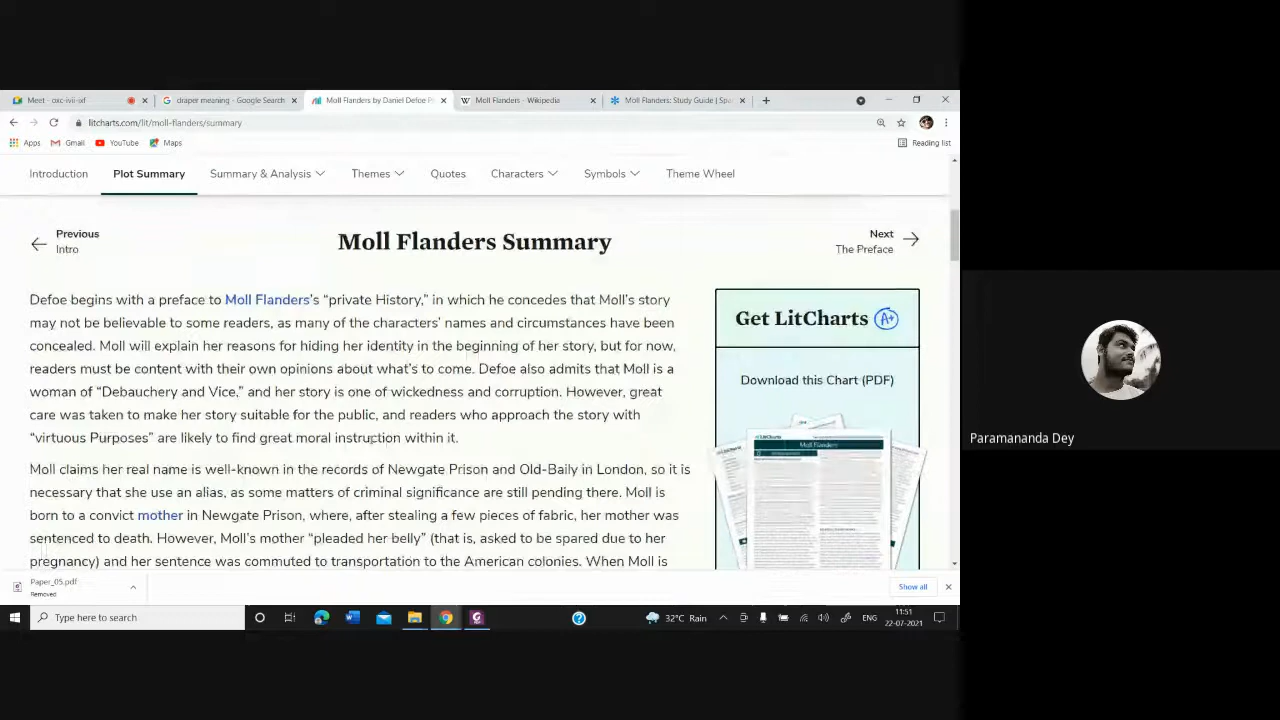 Meet - oxc-ivii-ixf
draper meaning - Google Search
Moll Flanders by Daniel Defoe P
Moll Flanders - Wikipedia
Moll Flanders: Study Guide | Spa
litcharts.com/lit/moll-flanders/summary
Apps
Gmail
YouTube
Maps
Reading list
Introduction
Plot Summary
Summary & Analysis
Themes
Quotes
Characters
Symbols
Theme Wheel
Previous
Intro
Moll Flanders Summary
Next
The Preface
Defoe begins with a preface to Moll Flanders's “private History,” in which he concedes that Moll's story
may not be believable to some readers, as many of the characters' names and circumstances have been
concealed. Moll will explain her reasons for hiding her identity in the beginning of her story, but for now,
readers must be content with their own opinions about what's to come. Defoe also admits that Moll is a
woman of “Debauchery and Vice,” and her story is one of wickedness and corruption. However, great
care was taken to make her story suitable for the public, and readers who approach the story with
“virtuous Purposes” are likely to find great moral instruction within it.
Moll claims her real name is well-known in the records of Newgate Prison and Old-Baily in London, so it is
necessary that she use an alias, as some matters of criminal significance are still pending there. Moll is
born to a convict mother in Newgate Prison, where, after stealing a few pieces of fabric, her mother was
sentenced to death. However, Moll's mother “pleaded her belly” (that is, asked for leniency due to her
pregnancy) and her sentence was commuted to transportation to the American colonies. When Moll is
Get LitCharts A+
Download this Chart (PDF)
LitCharts
Moll Flanders
Paramananda Dey
Paper_05.pdf
Removed
Show all
Type here to search
32°C Rain
ENG
11:51
22-07-2021